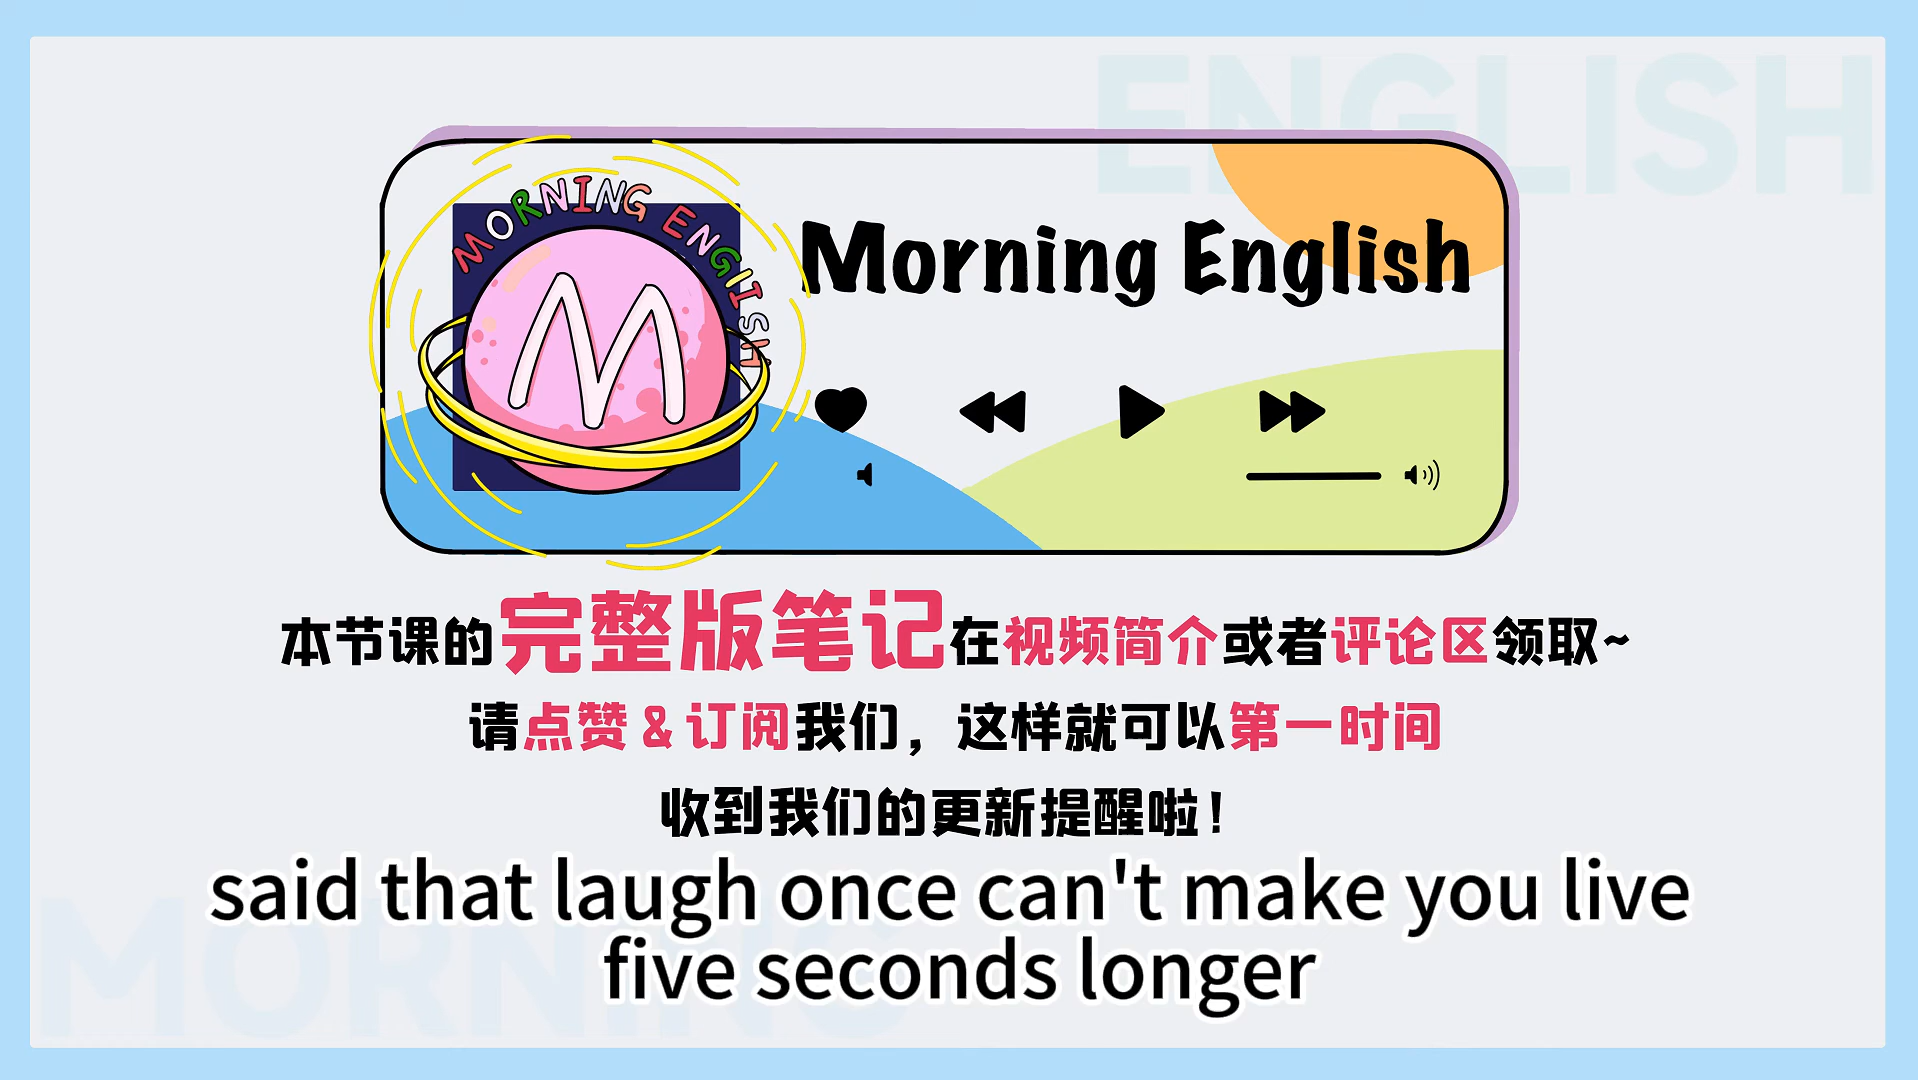 ENGLISH
MORNING ENGLISH
M
Morning English
本节课的完整版笔记在视频简介或者评论区领取~
请点赞&订阅我们，这样就可以第一时间
收到我们的更新提醒啦！
said that laugh once can't make you live
five seconds longer
MORNING